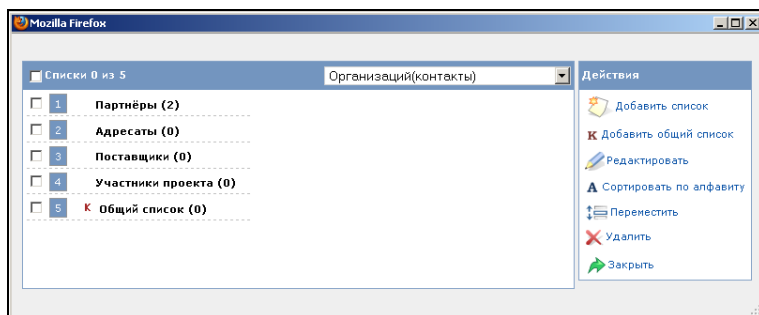 Mozilla Firefox
Списки 0 из 5
Организаций(контакты)
Действия
1 Партнёры (2)
2 Адресаты (0)
3 Поставщики (0)
4 Участники проекта (0)
5 К Общий список (0)
Добавить список
К Добавить общий список
Редактировать
А Сортировать по алфавиту
Переместить
Удалить
Закрыть